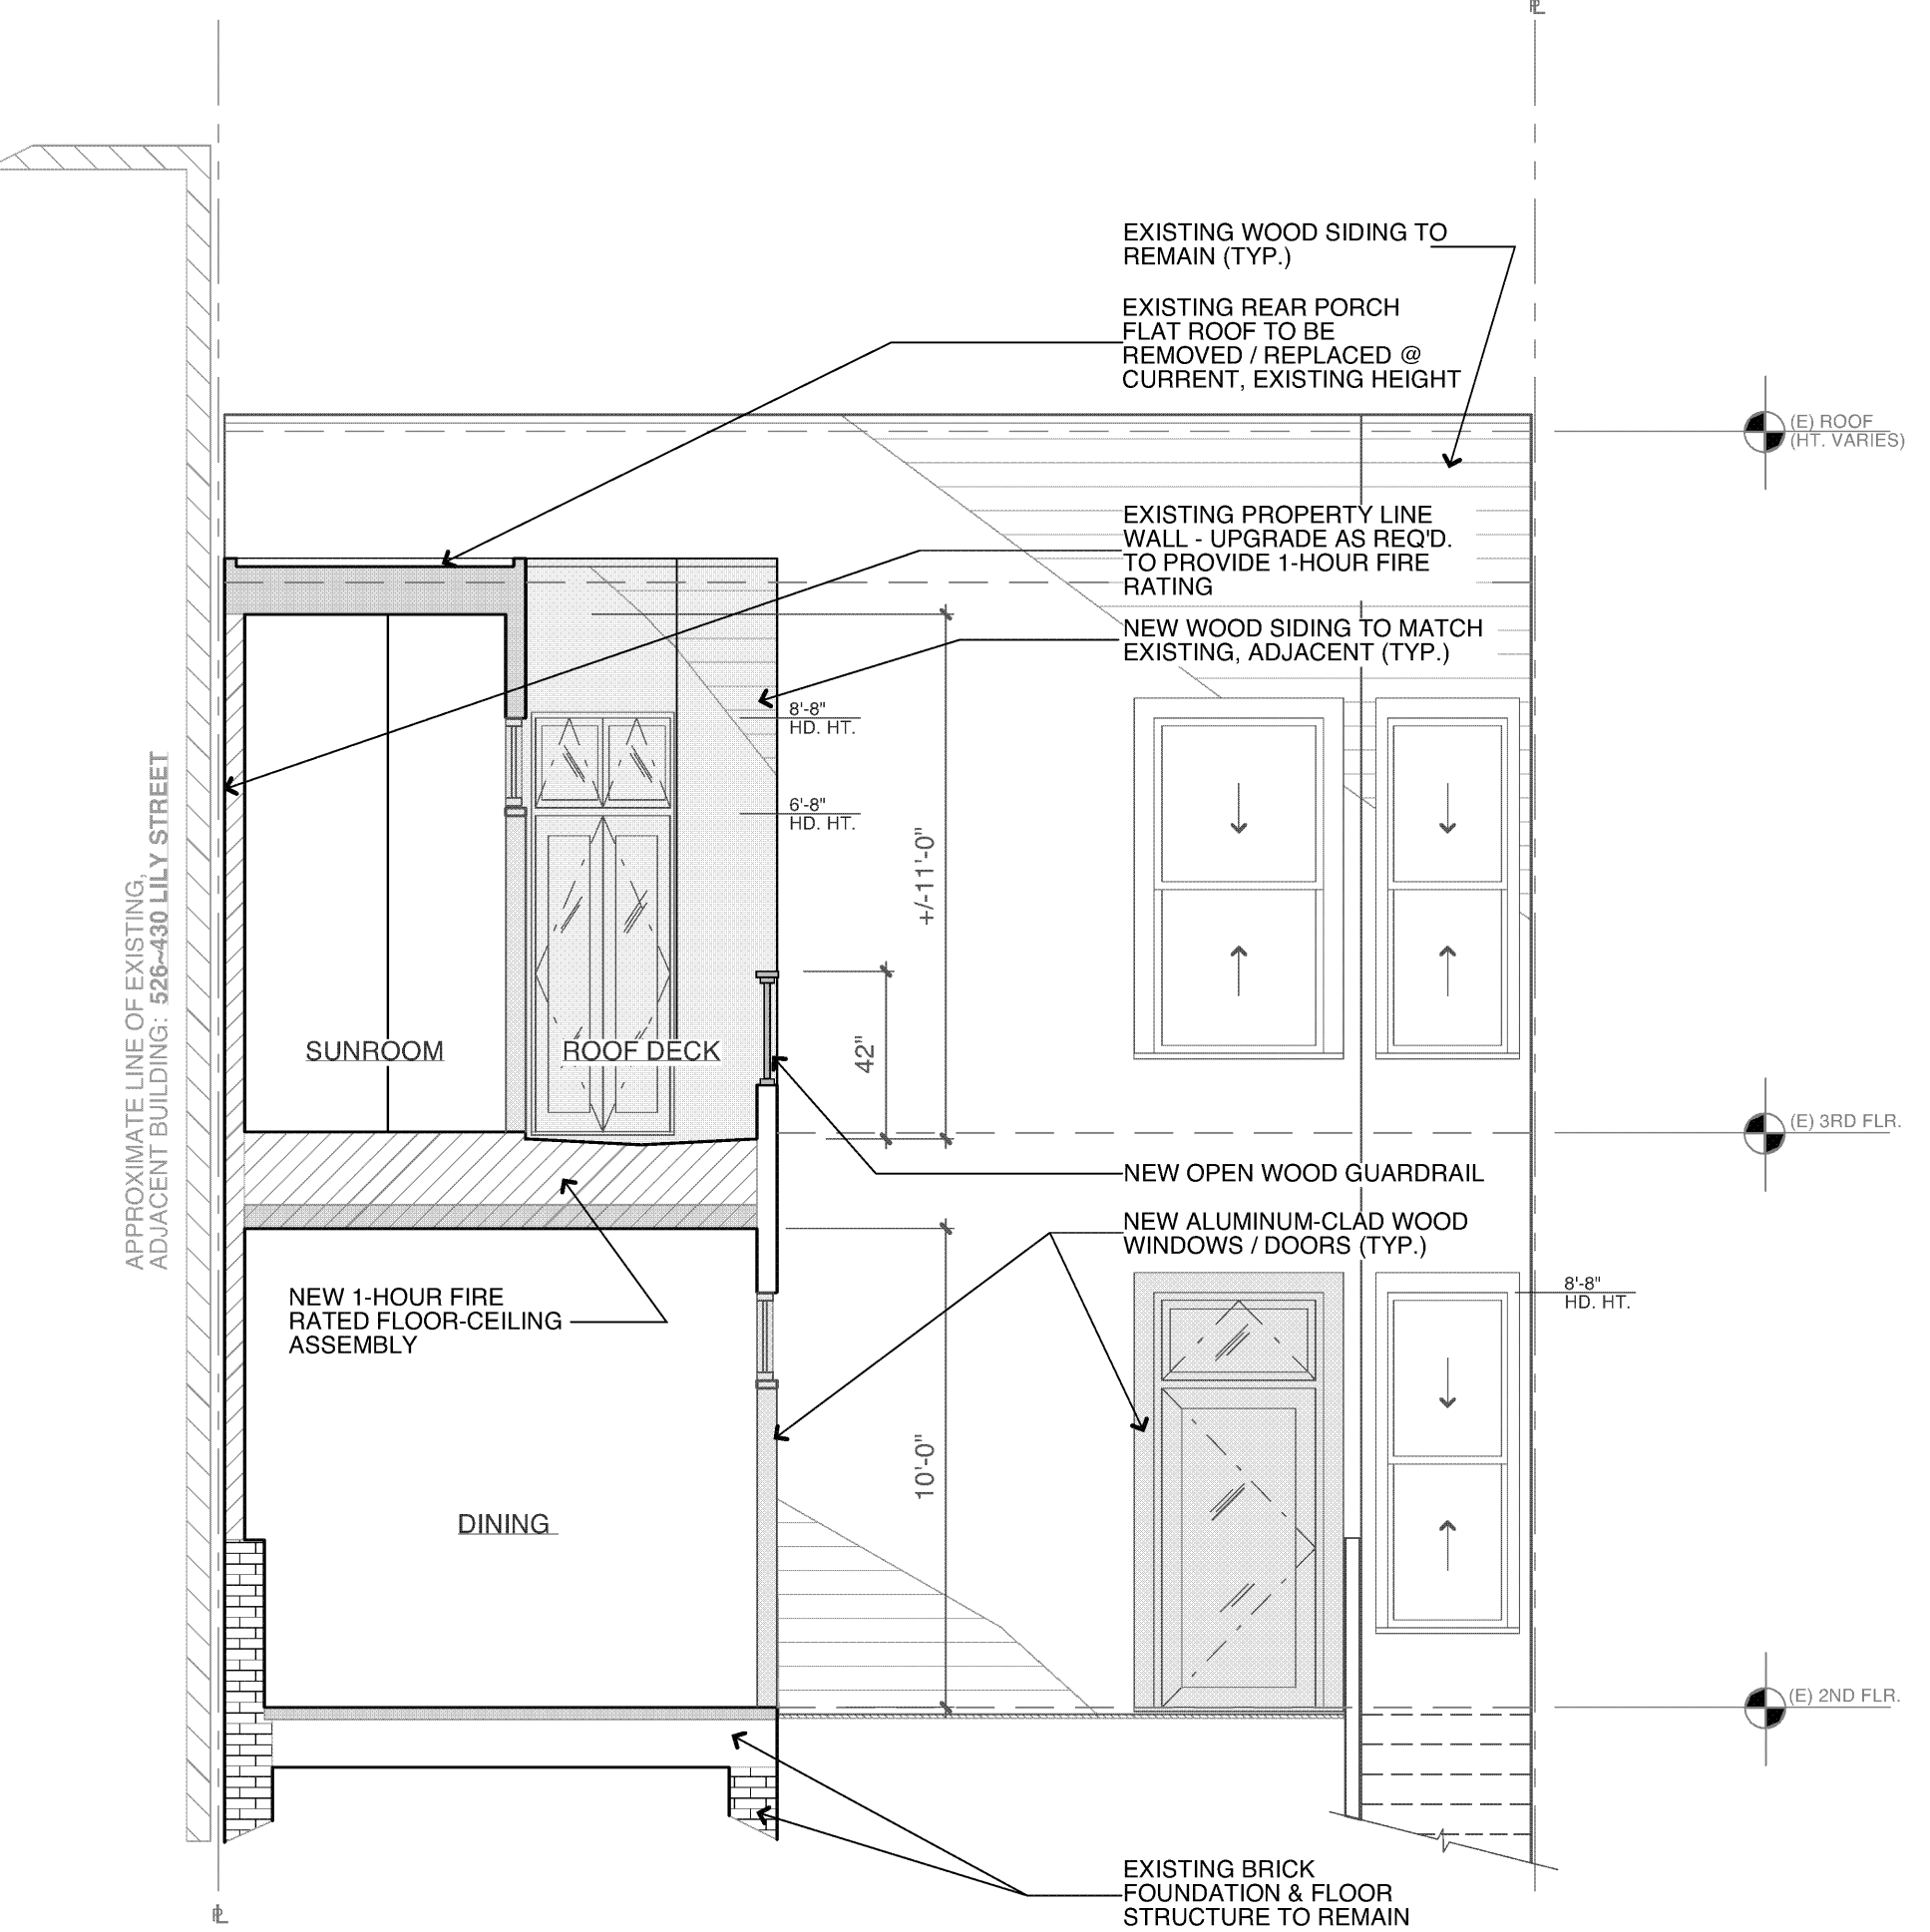 PL
EXISTING WOOD SIDING TO
REMAIN (TYP.)
EXISTING REAR PORCH
FLAT ROOF TO BE
REMOVED / REPLACED @
CURRENT, EXISTING HEIGHT
(E) ROOF
(HT. VARIES)
EXISTING PROPERTY LINE
WALL - UPGRADE AS REQ'D.
TO PROVIDE 1-HOUR FIRE
RATING
NEW WOOD SIDING TO MATCH
EXISTING, ADJACENT (TYP.)
8'-8"
HD. HT.
6'-8"
HD. HT.
+/-11'-0"
42"
APPROXIMATE LINE OF EXISTING,
ADJACENT BUILDING: 526~430 LILY STREET
SUNROOM
ROOF DECK
(E) 3RD FLR.
NEW OPEN WOOD GUARDRAIL
NEW ALUMINUM-CLAD WOOD
WINDOWS / DOORS (TYP.)
8'-8"
HD. HT.
NEW 1-HOUR FIRE
RATED FLOOR-CEILING
ASSEMBLY
10'-0"
DINING
(E) 2ND FLR.
EXISTING BRICK
FOUNDATION & FLOOR
STRUCTURE TO REMAIN
PL